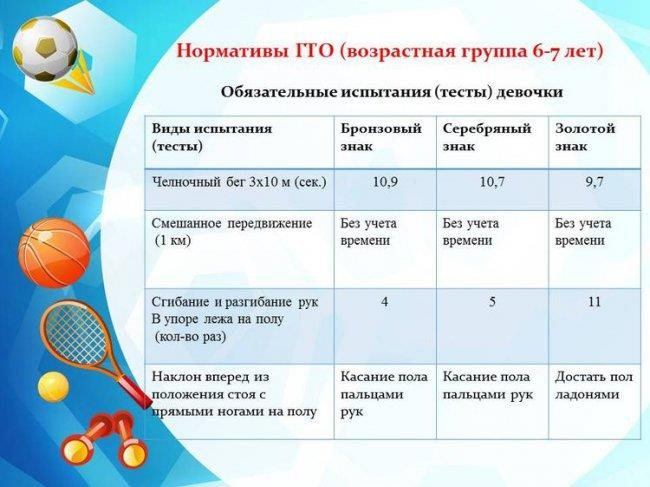 Нормативы ГТО (возрастная группа 6-7 лет)
Обязательные испытания (тесты) девочки
Виды испытания
(тесты)
Бронзовый
знак
Серебряный
знак
Золотой
знак
Челночный бег 3х10 м (сек.)
10,9
10,7
9,7
Смешанное передвижение
(1 км)
Без учета
времени
Без учета
времени
Без учета
времени
Сгибание и разгибание рук
В упоре лежа на полу
(кол-во раз)
4
5
11
Наклон вперед из
положения стоя с
прямыми ногами на полу
Касание пола
пальцами
рук
Касание пола
пальцами рук
Достать пол
ладонями